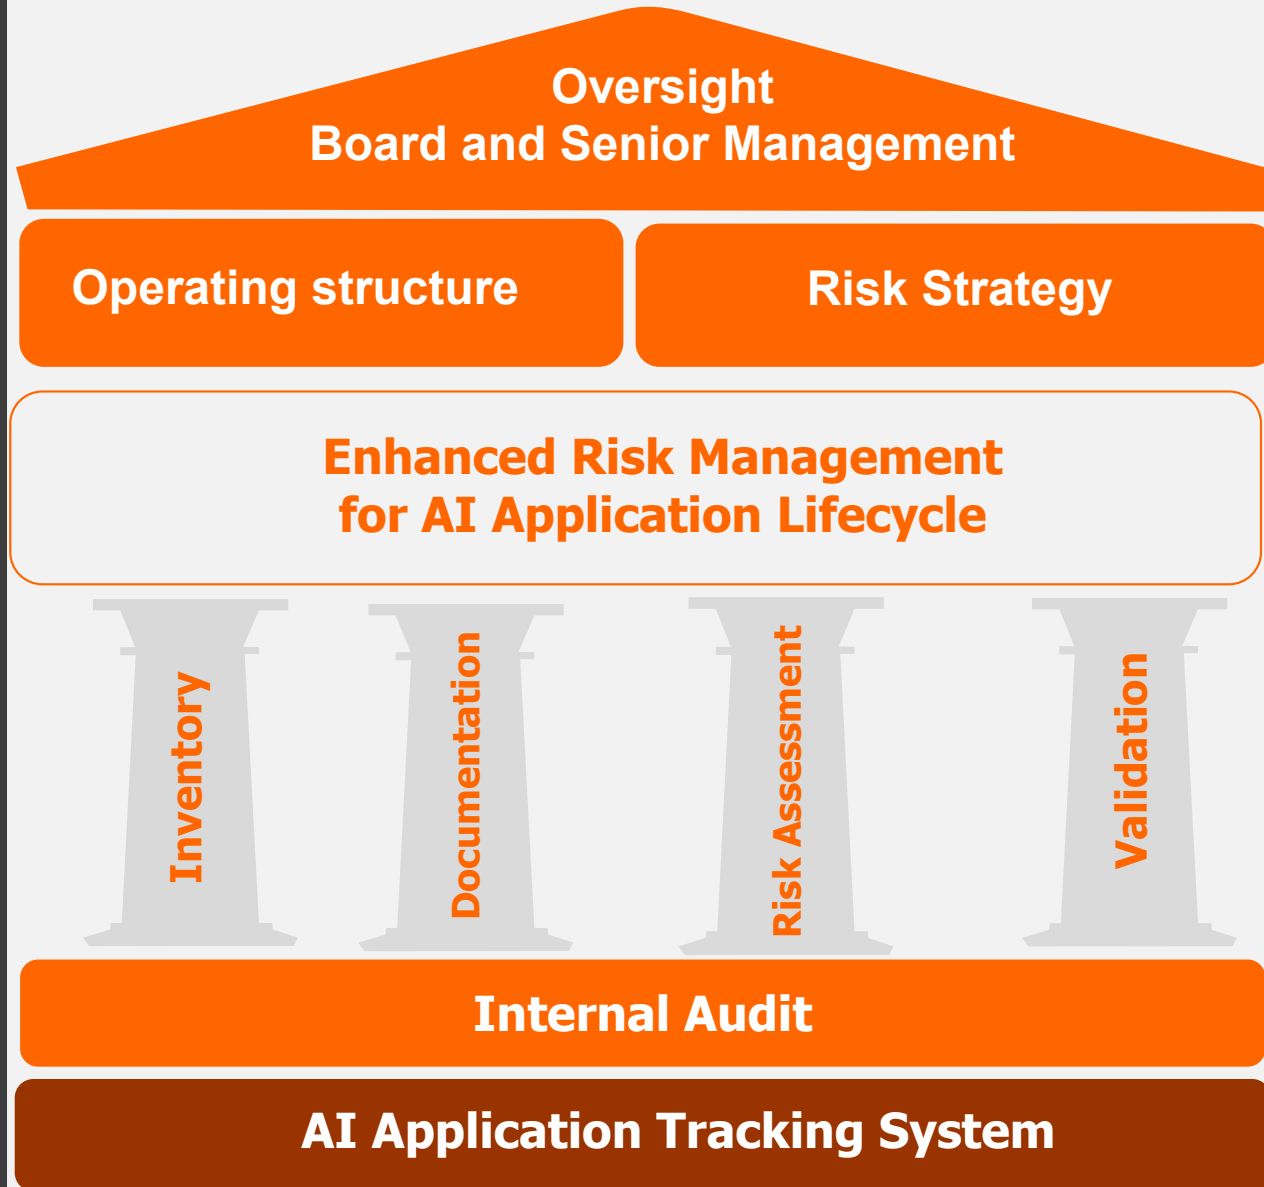 Oversight
Board and Senior Management
Operating structure
Risk Strategy
Enhanced Risk Management
for AI Application Lifecycle
Inventory
Documentation
Risk Assessment
Validation
Internal Audit
AI Application Tracking System